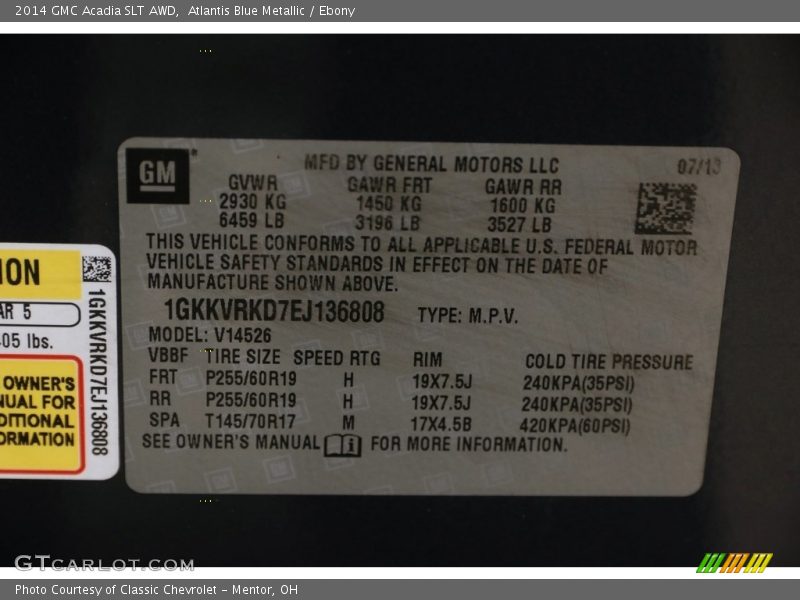 2014 GMC Acadia SLT AWD, Atlantis Blue Metallic / Ebony
GM
MFD BY GENERAL MOTORS LLC 07/13
GVWR GAWR FRT GAWR RR
2930 KG 1450 KG 1600 KG
6459 LB 3196 LB 3527 LB
THIS VEHICLE CONFORMS TO ALL APPLICABLE U.S. FEDERAL MOTOR
VEHICLE SAFETY STANDARDS IN EFFECT ON THE DATE OF
MANUFACTURE SHOWN ABOVE.
1GKKVRKD7EJ136808 TYPE: M.P.V.
MODEL: V14526
VBBF TIRE SIZE SPEED RTG RIM COLD TIRE PRESSURE
FRT P255/60R19 H 19X7.5J 240KPA(35PSI)
RR P255/60R19 H 19X7.5J 240KPA(35PSI)
SPA T145/70R17 M 17X4.5B 420KPA(60PSI)
SEE OWNER'S MANUAL FOR MORE INFORMATION.
ION
AR 5
05 lbs.
OWNER'S
NUAL FOR
DITIONAL
ORMATION
1GKKVRKD7EJ136808
GTCARLOT.COM
Photo Courtesy of Classic Chevrolet - Mentor, OH